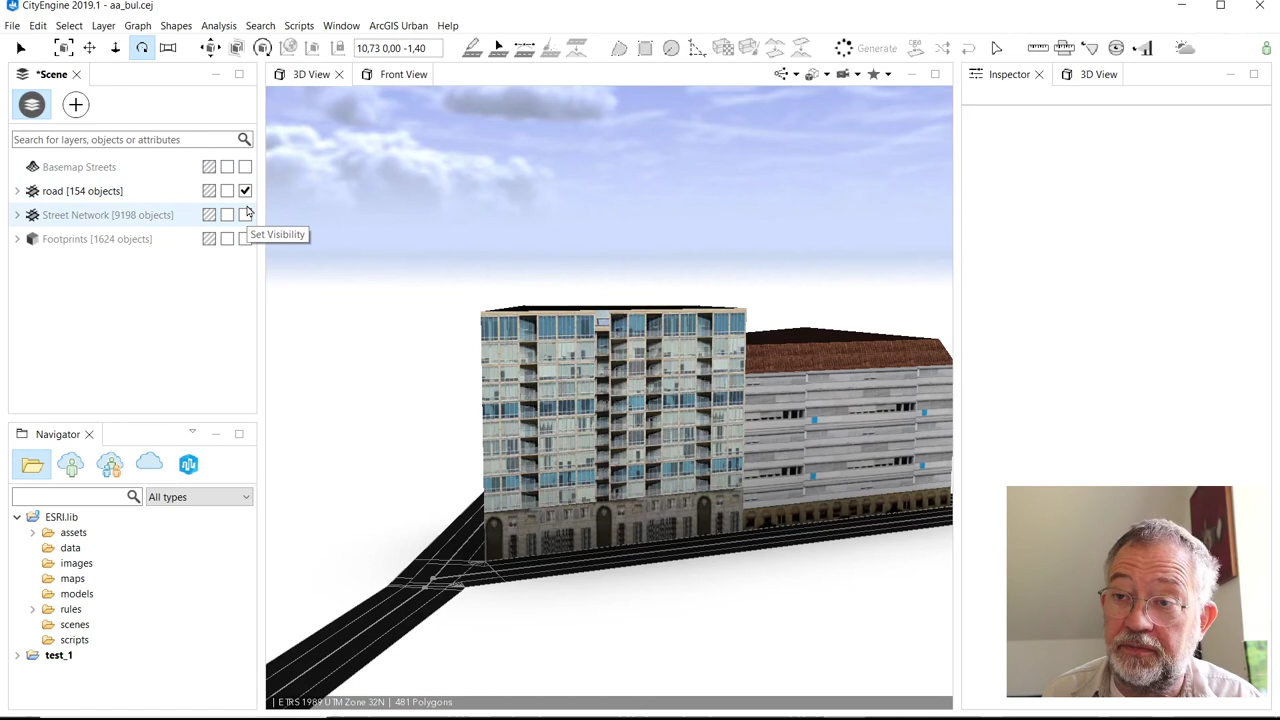 CityEngine 2019.1 - aa_bul.cej
File Edit Select Layer Graph Shapes Analysis Search Scripts Window ArcGIS Urban Help
10,73 0,00 -1,40
Generate
*Scene
3D View
Front View
Inspector
3D View
Search for layers, objects or attributes
Basemap Streets
road [154 objects]
Street Network [9198 objects]
Set Visibility
Footprints [1624 objects]
Navigator
All types
ESRI.lib
assets
data
images
maps
models
rules
scenes
scripts
test_1
| ETRS 1989 UTM Zone 32N | 481 Polygons